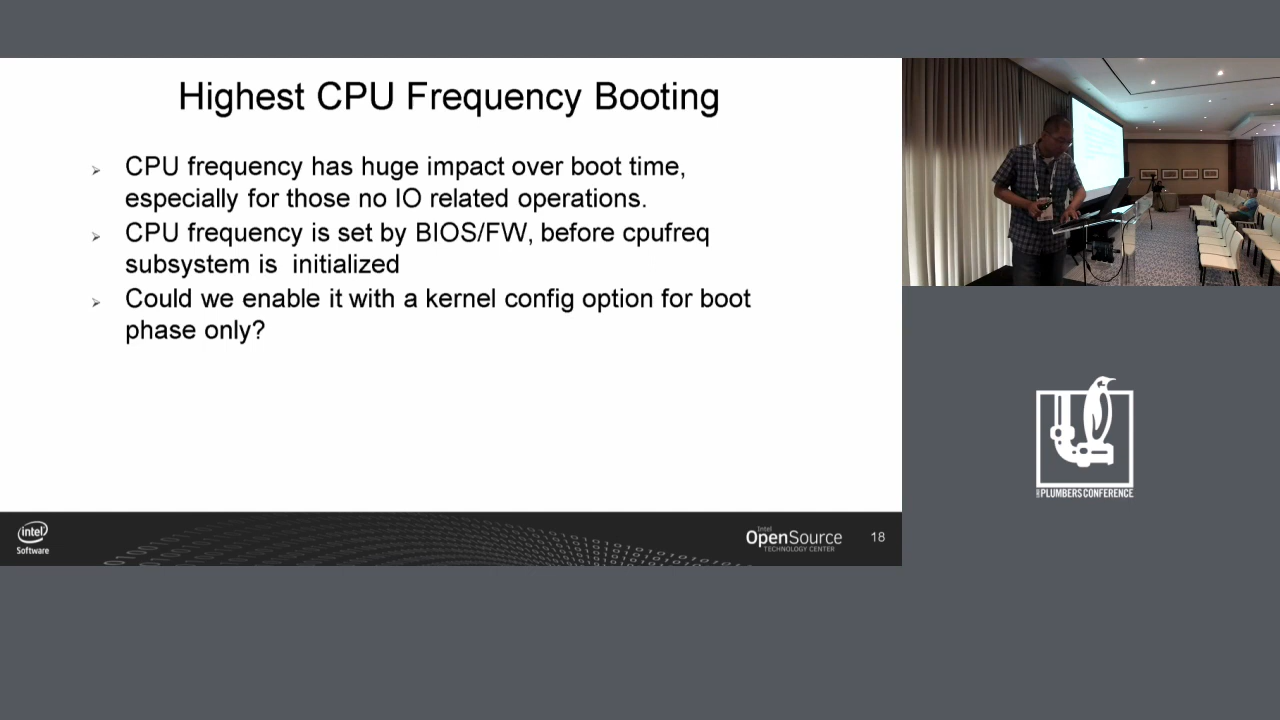 Highest CPU Frequency Booting
CPU frequency has huge impact over boot time,
especially for those no IO related operations.
CPU frequency is set by BIOS/FW, before cpufreq
subsystem is initialized
Could we enable it with a kernel config option for boot
phase only?
intel
Software
Intel
OpenSource
TECHNOLOGY CENTER
18
PLUMBERS CONFERENCE